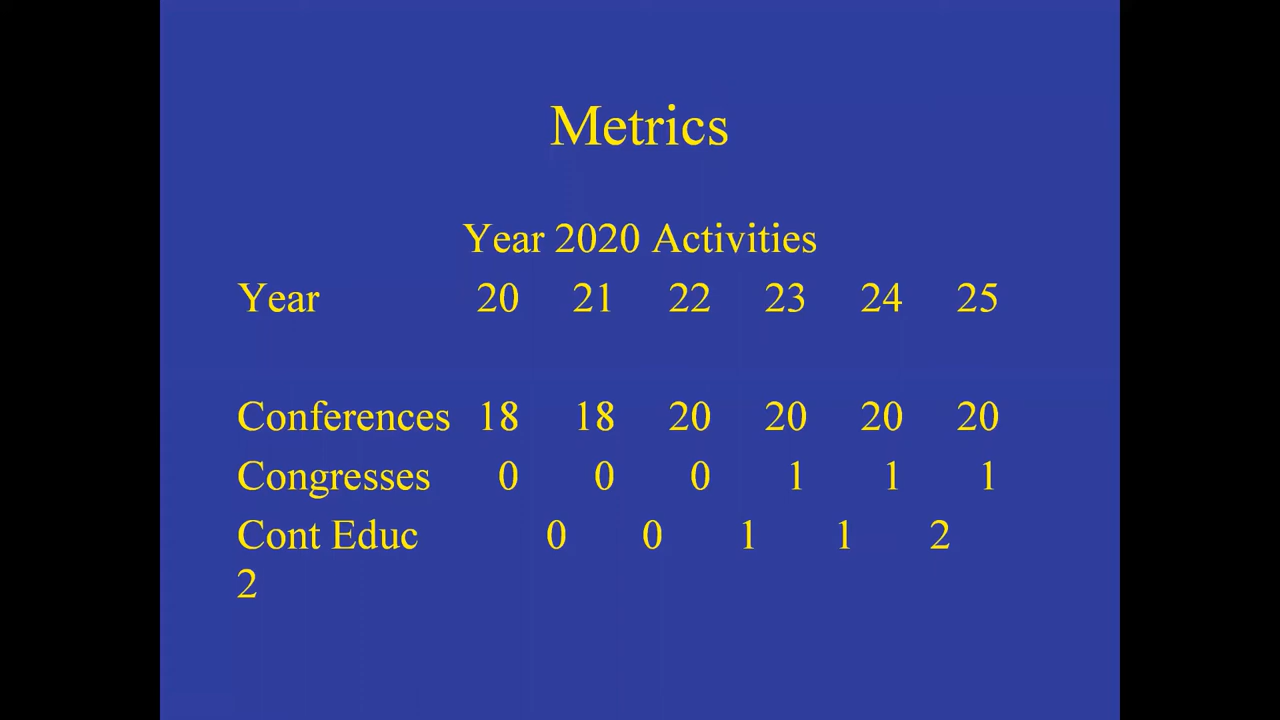 Metrics
Year 2020 Activities
Year 20 21 22 23 24 25
Conferences 18 18 20 20 20 20
Congresses 0 0 0 1 1 1
Cont Educ 0 0 1 1 2
2